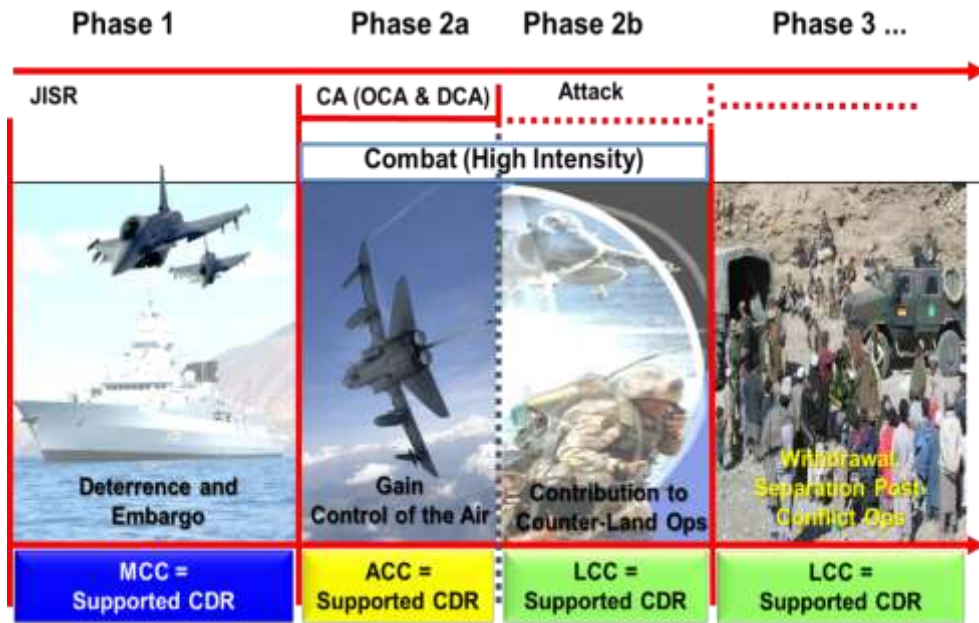 Phase 1
Phase 2a
Phase 2b
Phase 3 ...
JISR
CA (OCA & DCA)
Attack
Combat (High Intensity)
Deterrence and
Embargo
Gain
Control of the Air
Contribution to
Counter-Land Ops
Withdrawal
Separation Post-
Conflict Ops
MCC =
Supported CDR
ACC =
Supported CDR
LCC =
Supported CDR
LCC =
Supported CDR